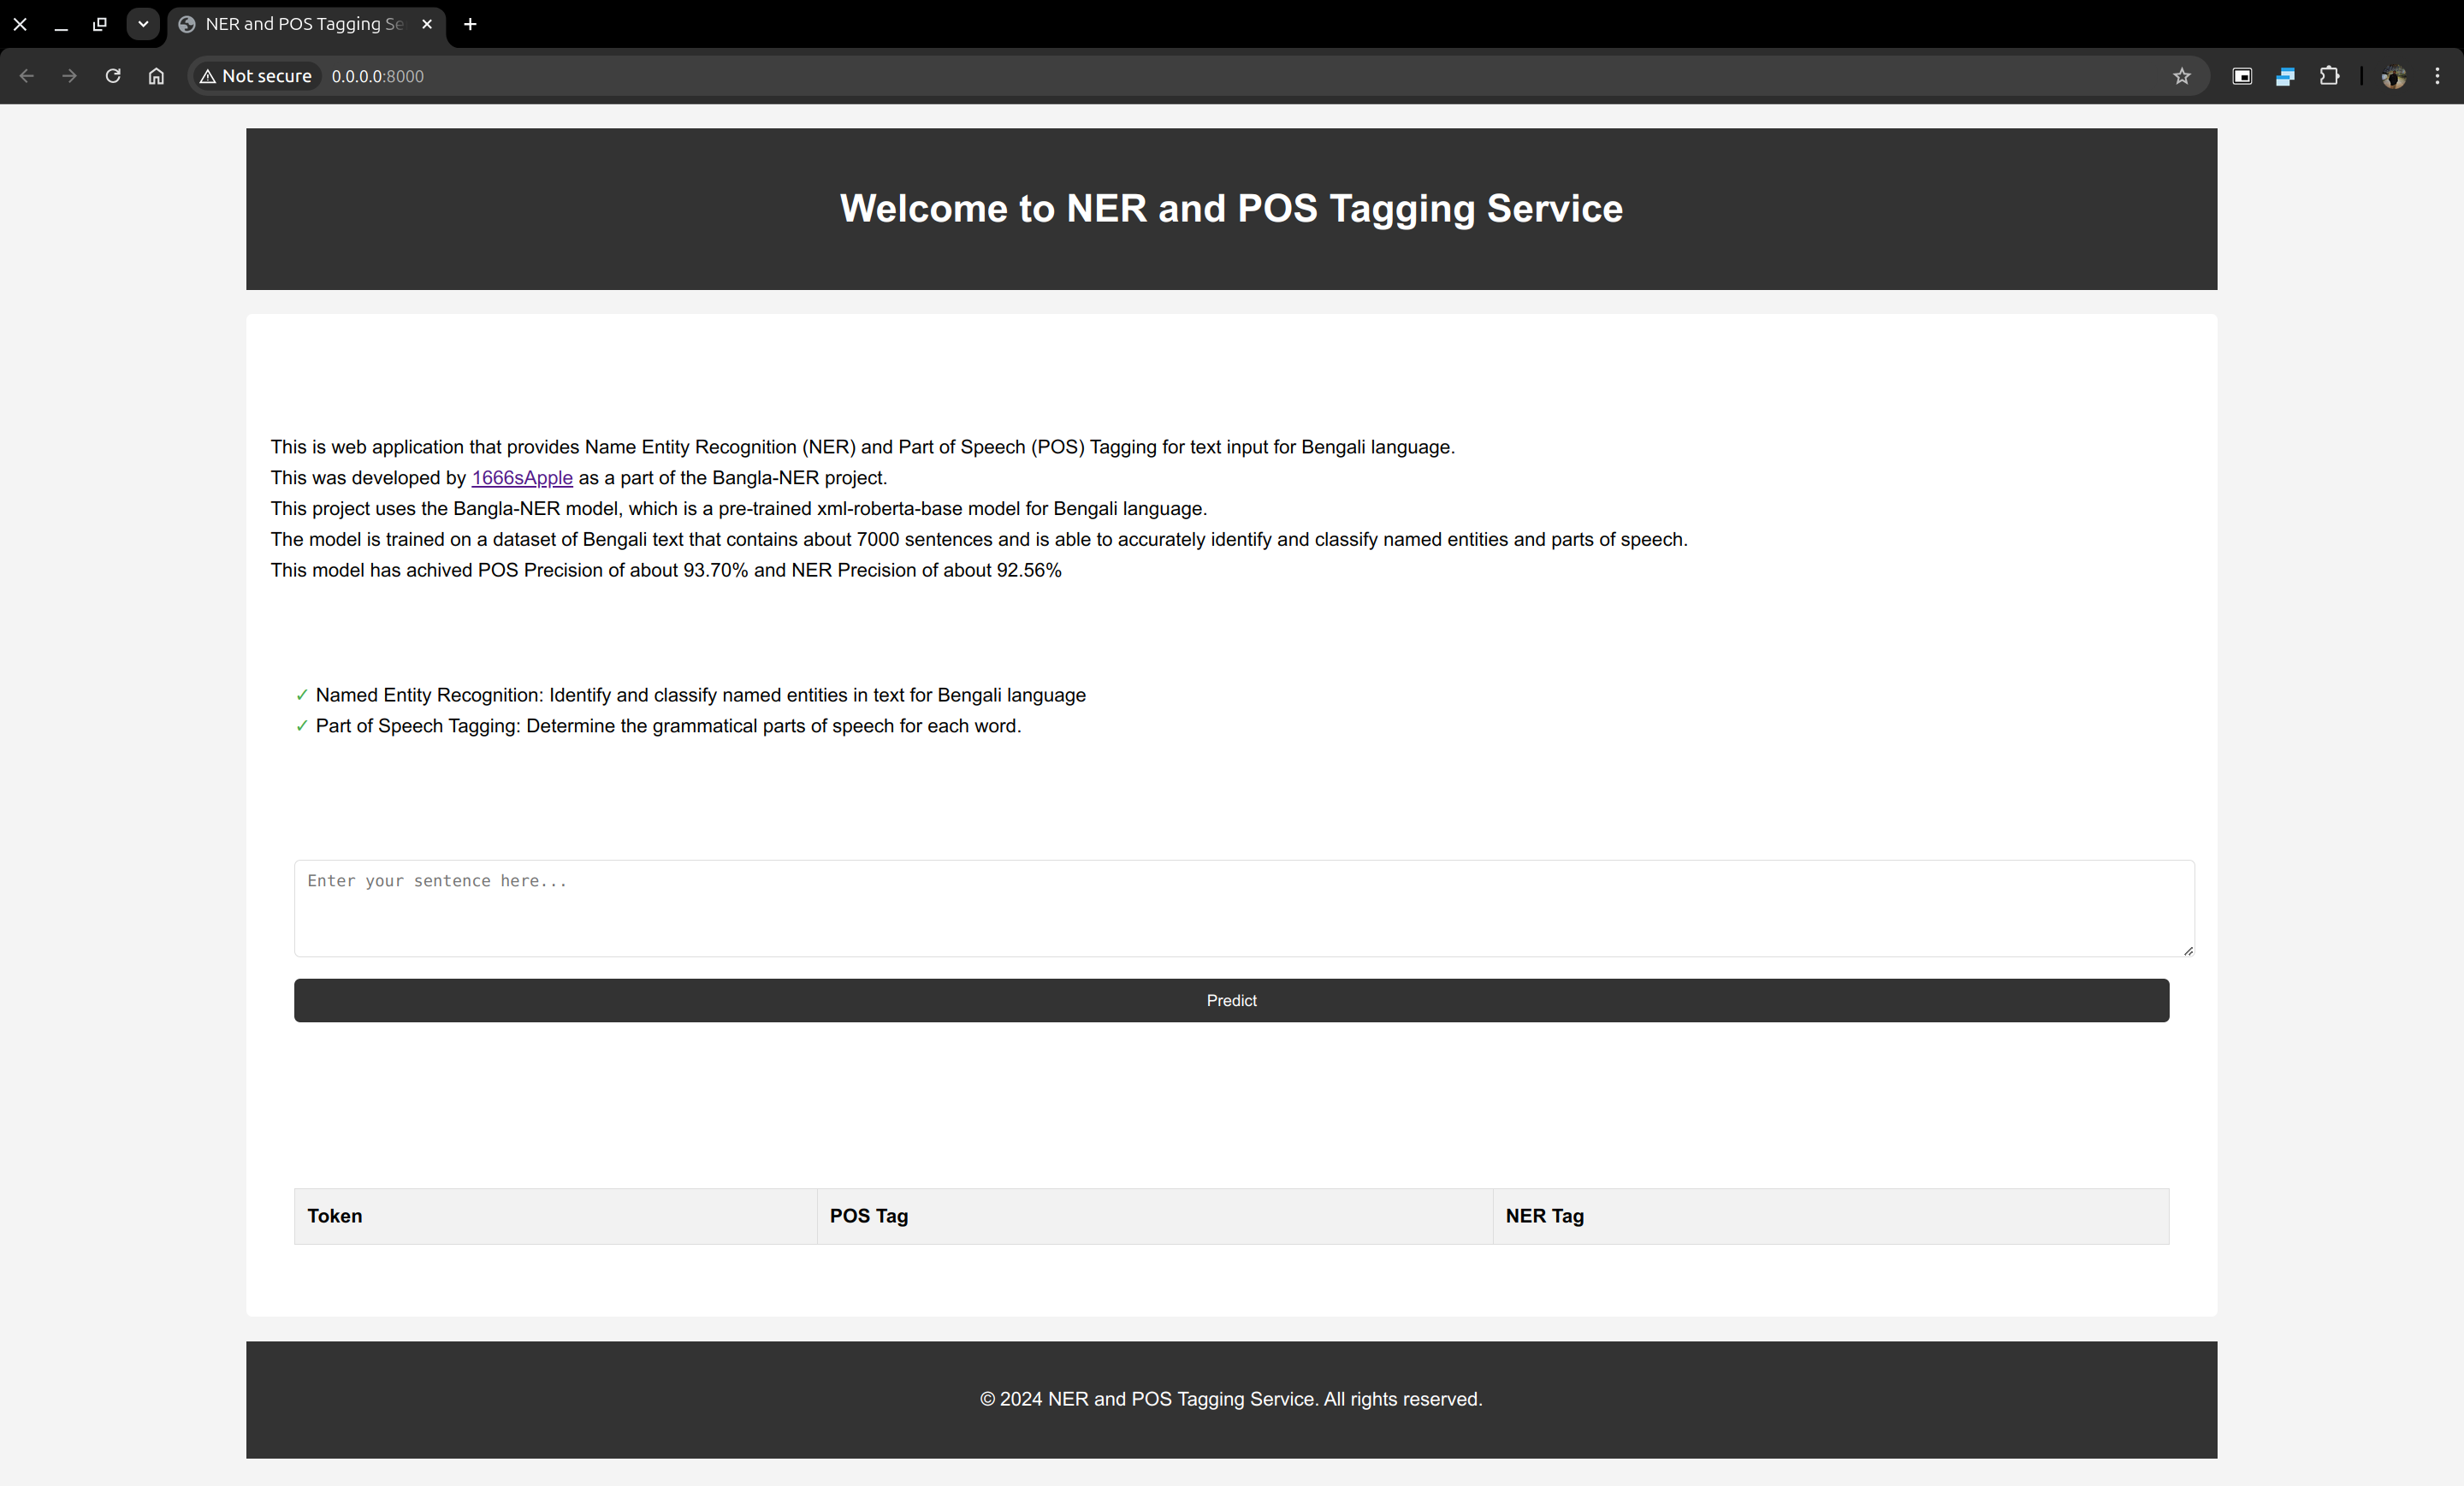 NER and POS Tagging Se
Not secure 0.0.0.0:8000
Welcome to NER and POS Tagging Service
This is web application that provides Name Entity Recognition (NER) and Part of Speech (POS) Tagging for text input for Bengali language.
This was developed by 1666sApple as a part of the Bangla-NER project.
This project uses the Bangla-NER model, which is a pre-trained xml-roberta-base model for Bengali language.
The model is trained on a dataset of Bengali text that contains about 7000 sentences and is able to accurately identify and classify named entities and parts of speech.
This model has achived POS Precision of about 93.70% and NER Precision of about 92.56%
✓ Named Entity Recognition: Identify and classify named entities in text for Bengali language
✓ Part of Speech Tagging: Determine the grammatical parts of speech for each word.
Enter your sentence here...
Predict
Token POS Tag NER Tag
© 2024 NER and POS Tagging Service. All rights reserved.